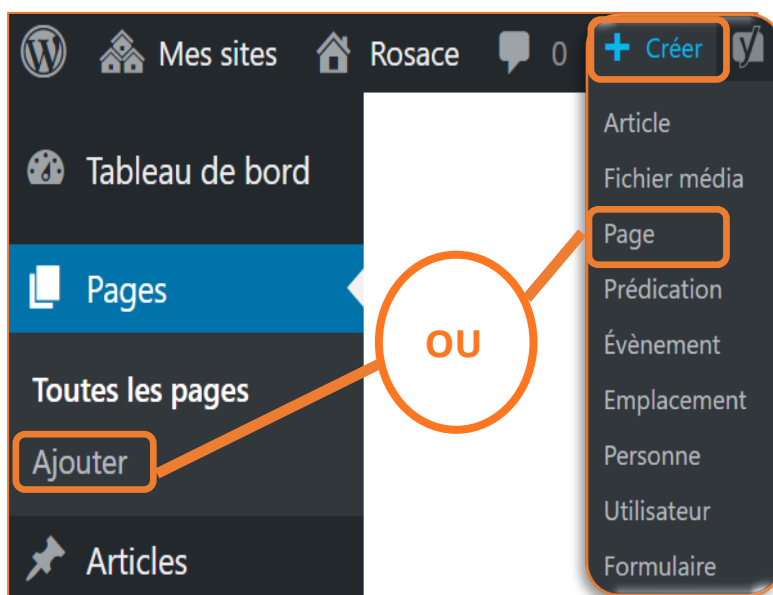 Mes sites Rosace 0 + Créer
Tableau de bord
Pages
Toutes les pages
Ajouter
Articles
OU
Article
Fichier média
Page
Prédication
Évènement
Emplacement
Personne
Utilisateur
Formulaire